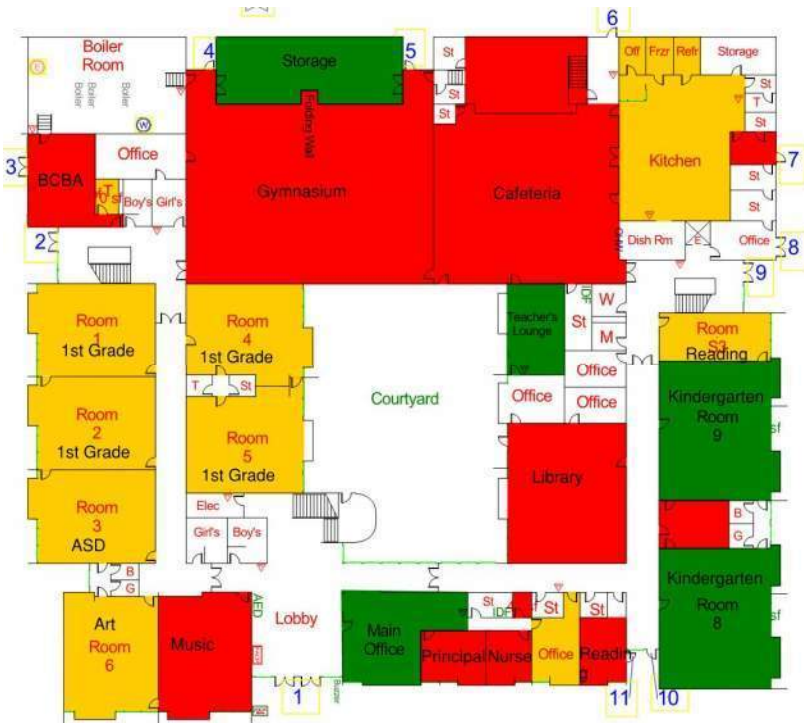 6
4
5
Boiler
Room
St
Storage
Off
Frzr
Refr
Storage
Boiler
Boiler
Boiler
St
St
T
St
St
W
Folding Wall
Office
Kitchen
7
3
BCBA
T
sf
Gymnasium
Cafeteria
St
Boy's
Girl's
St
2
Dish Rm
E
Office
8
9
IDF
W
Room
1
1st Grade
Room
4
1st Grade
Teacher's
Lounge
St
M
Room
S3
Reading
T
St
Courtyard
Office
Office
Office
Kindergarten
Room
9
sf
Room
2
1st Grade
Room
5
1st Grade
Library
Room
3
ASD
Elec
Girl's
Boy's
B
G
B
G
Kindergarten
Room
8
sf
Art
Room
6
Music
AED
Lobby
Main
Office
St
IDF
sf
St
St
Principal
Nurse
Office
Readin
1
11
10